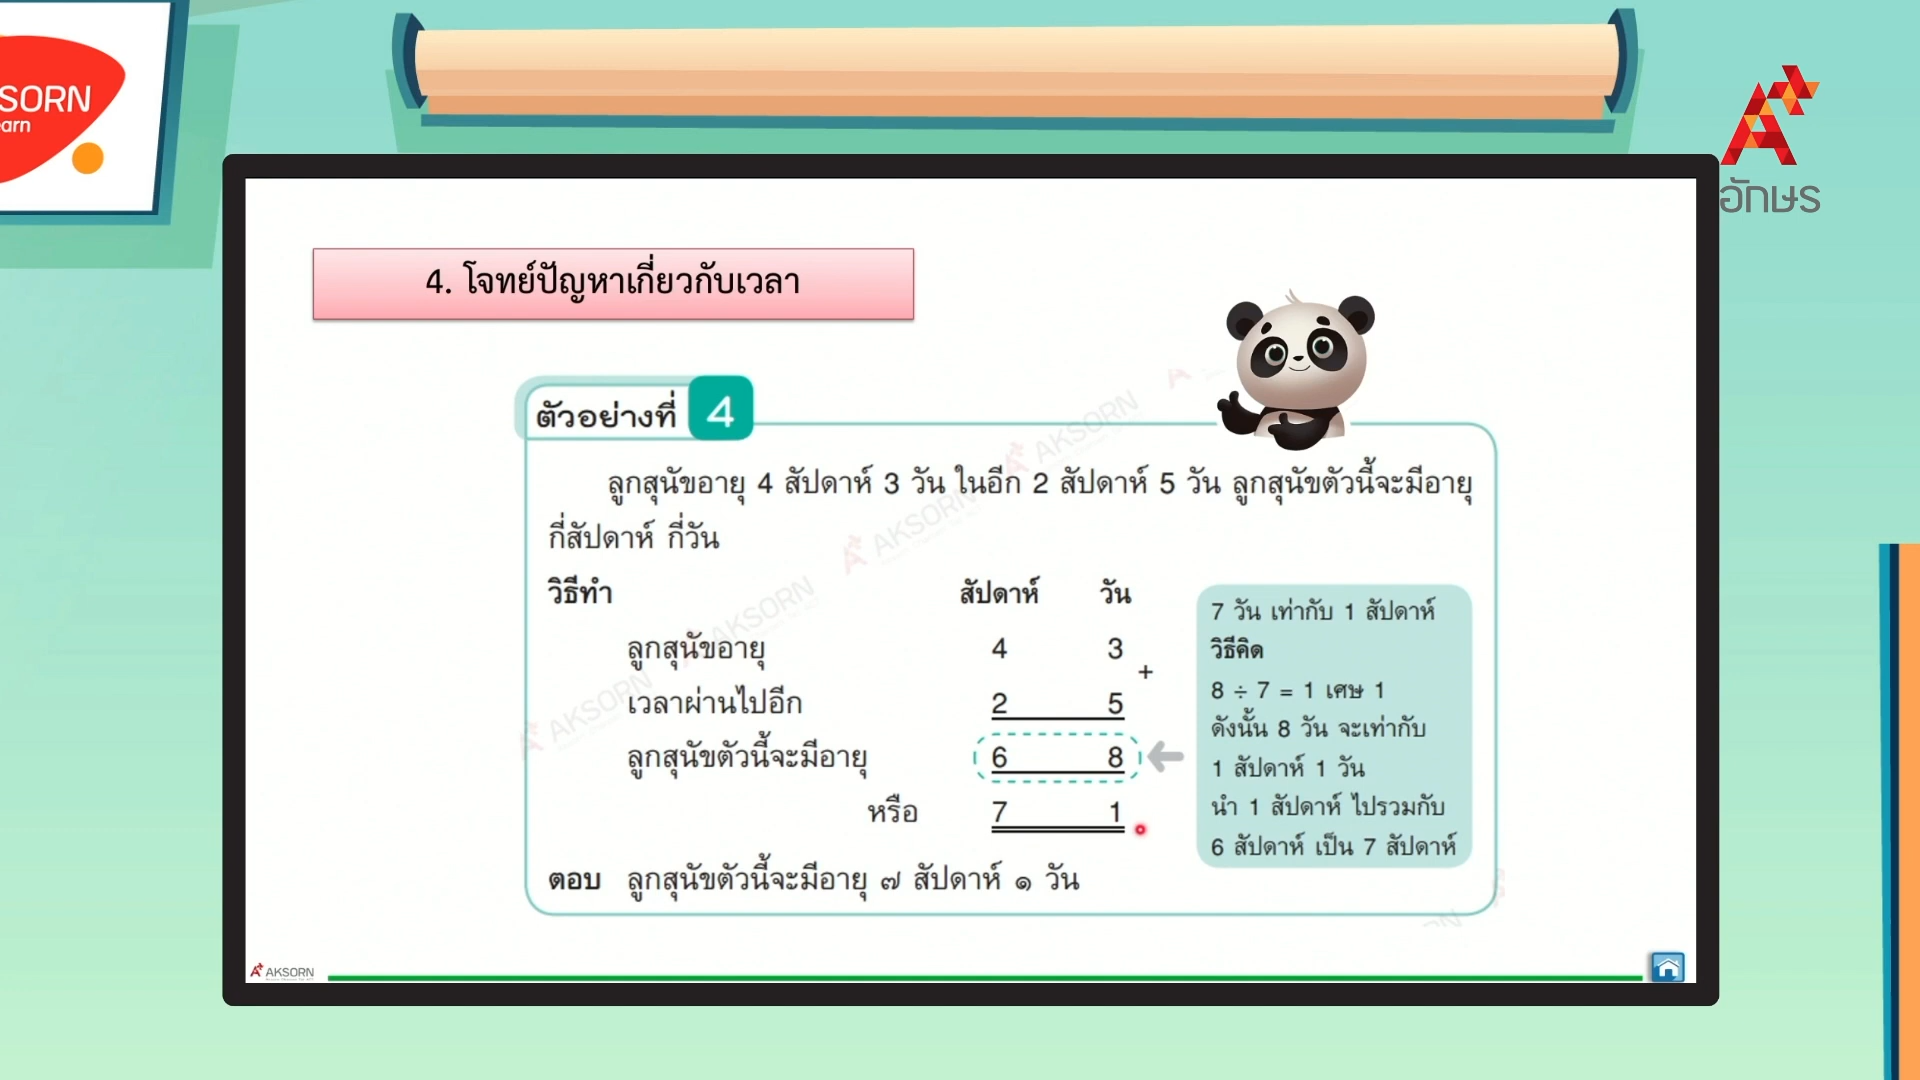 SORN
arn
อักษร
4. โจทย์ปัญหาเกี่ยวกับเวลา
ตัวอย่างที่ 4
ลูกสุนัขอายุ 4 สัปดาห์ 3 วัน ในอีก 2 สัปดาห์ 5 วัน ลูกสุนัขตัวนี้จะมีอายุ
กี่สัปดาห์ กี่วัน
วิธีทำ สัปดาห์ วัน
ลูกสุนัขอายุ 4 3
+
เวลาผ่านไปอีก 2 5
ลูกสุนัขตัวนี้จะมีอายุ 6 8
หรือ 7 1
ตอบ ลูกสุนัขตัวนี้จะมีอายุ ๗ สัปดาห์ ๑ วัน
7 วัน เท่ากับ 1 สัปดาห์
วิธีคิด
8 ÷ 7 = 1 เศษ 1
ดังนั้น 8 วัน จะเท่ากับ
1 สัปดาห์ 1 วัน
นำ 1 สัปดาห์ ไปรวมกับ
6 สัปดาห์ เป็น 7 สัปดาห์
AKSORN
AKSORN
AKSORN
AKSORN
AKSORN